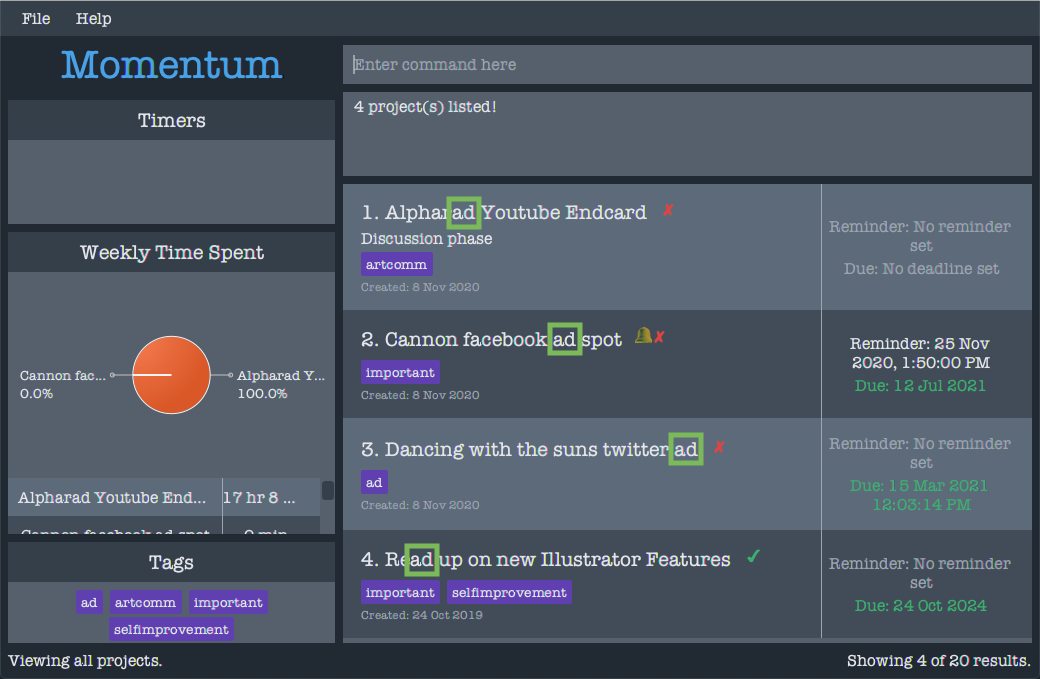 File Help
Momentum
Enter command here
4 project(s) listed!
Timers
Weekly Time Spent
Cannon fac...
0.0%
Alpharad Y...
100.0%
Alpharad Youtube End... 17 hr 8 ...
Cannon facebook ad spot 0 min
Tags
ad artcomm important
selfimprovement
1. Alpharad Youtube Endcard ✘
Discussion phase
artcomm
Created: 8 Nov 2020
Reminder: No reminder
set
Due: No deadline set
2. Cannon facebook ad spot 🔔✘
important
Created: 8 Nov 2020
Reminder: 25 Nov
2020, 1:50:00 PM
Due: 12 Jul 2021
3. Dancing with the suns twitter ad ✘
ad
Created: 8 Nov 2020
Reminder: No reminder
set
Due: 15 Mar 2021
12:03:14 PM
4. Read up on new Illustrator Features ✔
important selfimprovement
Created: 24 Oct 2019
Reminder: No reminder
set
Due: 24 Oct 2024
Viewing all projects.
Showing 4 of 20 results.